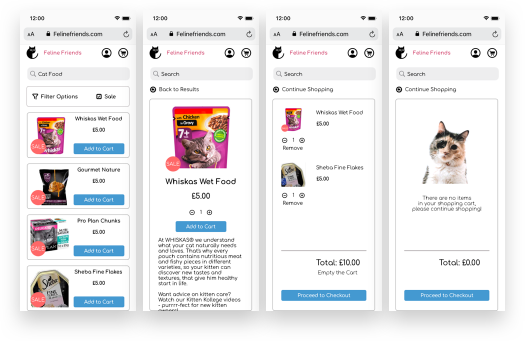 12:00
AA
Felinefriends.com
Feline Friends
Cat Food
Filter Options
Sale
Whiskas Wet Food
£5.00
SALE
Add to Cart
Gourmet Nature
£5.00
Add to Cart
Pro Plan Chunks
£5.00
SALE
Add to Cart
Sheba Fine Flakes
£5.00
Sheba
SALE
Add to Cart
12:00
AA
Felinefriends.com
Feline Friends
Search
Back to Results
with Chicken
in Gravy
7+
whiskas
SALE
Whiskas Wet Food
£5.00
1
Add to Cart
At WHISKAS® we understand
what your cat naturally needs
and loves. That's why every
pouch contains nutritious meat
and fishy pieces in different
varieties, so your kitten can
discover new tastes and
textures, that give him healthy
start in life.
Want advice on kitten care?
Watch our Kitten Kollege videos
- purrrr-fect for new kitten
owners!
12:00
AA
Felinefriends.com
Feline Friends
Search
Continue Shopping
Whiskas Wet Food
£5.00
SALE
1
Remove
Sheba Fine Flakes
£5.00
SALE
1
Remove
Total: £10.00
Empty the Cart
Proceed to Checkout
12:00
AA
Felinefriends.com
Feline Friends
Search
Continue Shopping
There are no items
in your shopping cart,
please continue shopping!
Total: £0.00
Proceed to Checkout